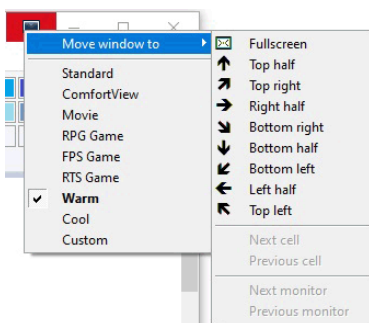 Move window to
Standard
ComfortView
Movie
RPG Game
FPS Game
RTS Game
Warm
Cool
Custom
Fullscreen
Top half
Top right
Right half
Bottom right
Bottom half
Bottom left
Left half
Top left
Next cell
Previous cell
Next monitor
Previous monitor